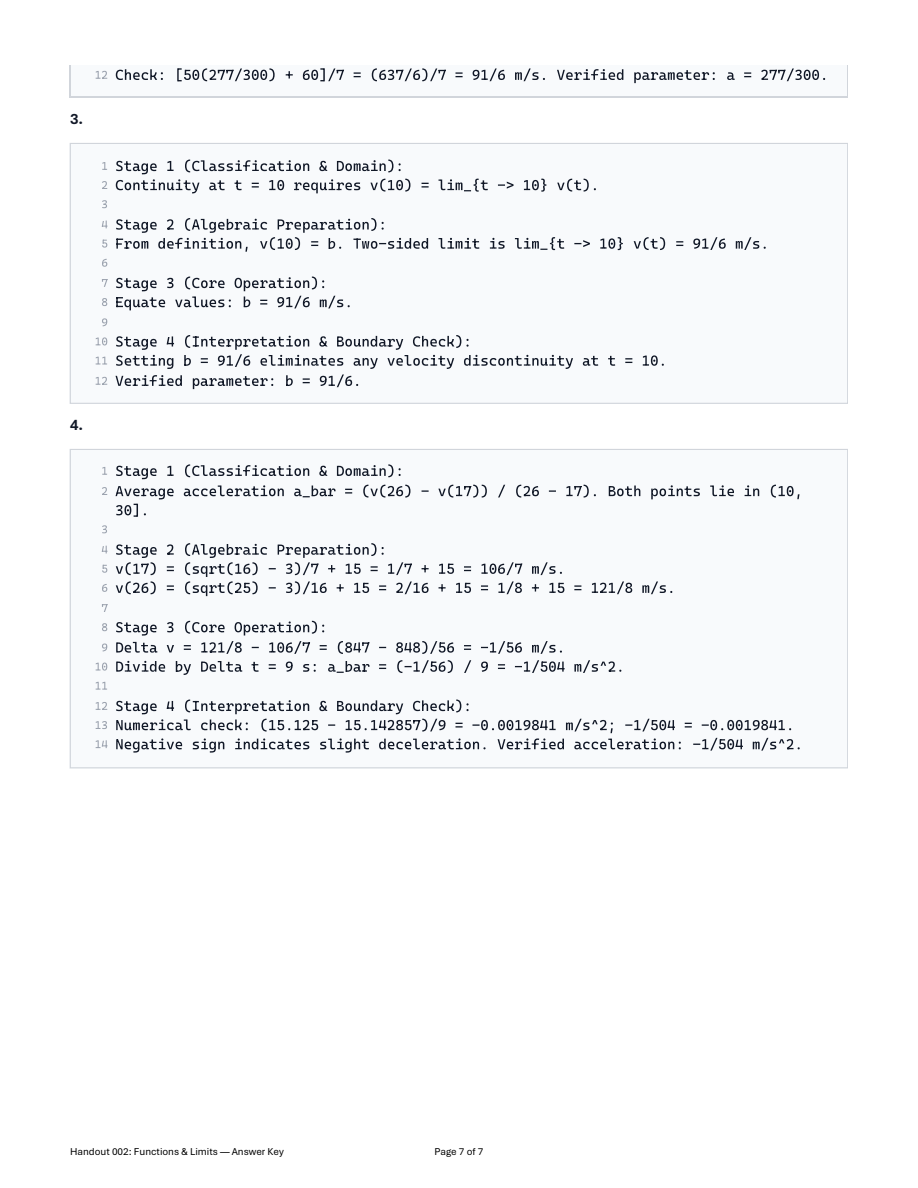 12 Check: [50(277/300) + 60]/7 = (637/6)/7 = 91/6 m/s. Verified parameter: a = 277/300.
3.
1 Stage 1 (Classification & Domain):
2 Continuity at t = 10 requires v(10) = lim_{t -> 10} v(t).
3
4 Stage 2 (Algebraic Preparation):
5 From definition, v(10) = b. Two-sided limit is lim_{t -> 10} v(t) = 91/6 m/s.
6
7 Stage 3 (Core Operation):
8 Equate values: b = 91/6 m/s.
9
10 Stage 4 (Interpretation & Boundary Check):
11 Setting b = 91/6 eliminates any velocity discontinuity at t = 10.
12 Verified parameter: b = 91/6.
4.
1 Stage 1 (Classification & Domain):
2 Average acceleration a_bar = (v(26) - v(17)) / (26 - 17). Both points lie in (10,
30].
3
4 Stage 2 (Algebraic Preparation):
5 v(17) = (sqrt(16) - 3)/7 + 15 = 1/7 + 15 = 106/7 m/s.
6 v(26) = (sqrt(25) - 3)/16 + 15 = 2/16 + 15 = 1/8 + 15 = 121/8 m/s.
7
8 Stage 3 (Core Operation):
9 Delta v = 121/8 - 106/7 = (847 - 848)/56 = -1/56 m/s.
10 Divide by Delta t = 9 s: a_bar = (-1/56) / 9 = -1/504 m/s^2.
11
12 Stage 4 (Interpretation & Boundary Check):
13 Numerical check: (15.125 - 15.142857)/9 = -0.0019841 m/s^2; -1/504 = -0.0019841.
14 Negative sign indicates slight deceleration. Verified acceleration: -1/504 m/s^2.
Handout 002: Functions & Limits — Answer Key Page 7 of 7